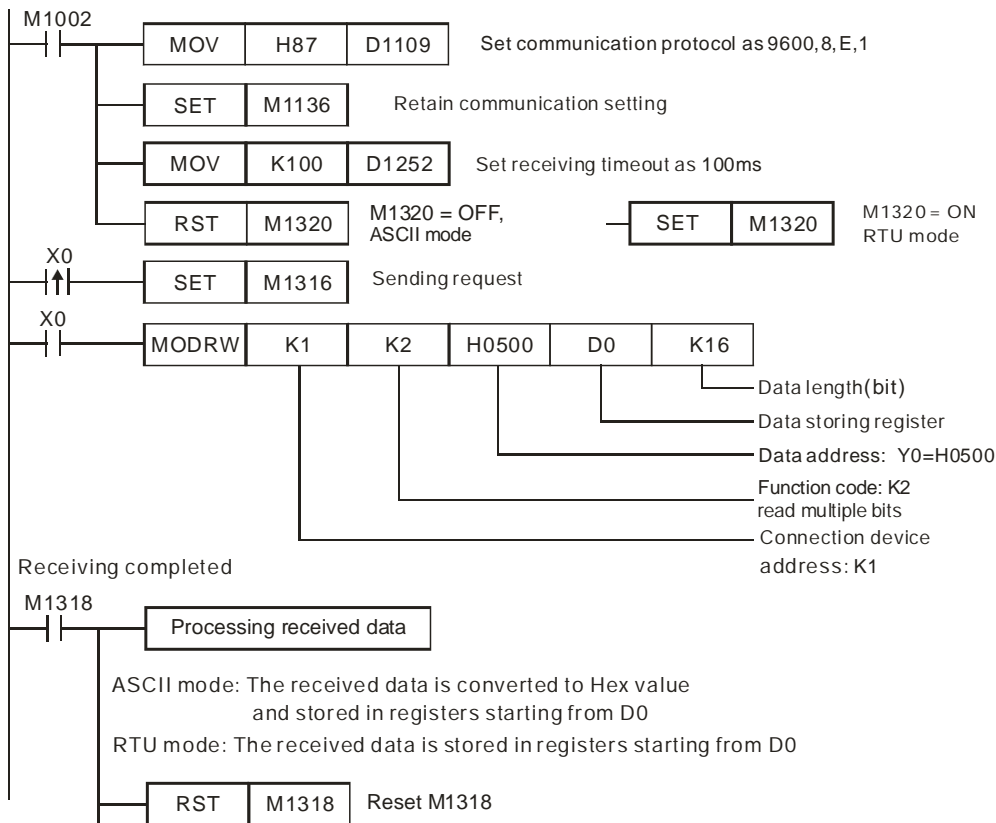 M1002
MOV H87 D1109 Set communication protocol as 9600,8,E,1
SET M1136 Retain communication setting
MOV K100 D1252 Set receiving timeout as 100ms
RST M1320 M1320 = OFF,
ASCII mode
SET M1320 M1320 = ON
RTU mode
X0
SET M1316 Sending request
X0
MODRW K1 K2 H0500 D0 K16
Data length(bit)
Data storing register
Data address: Y0=H0500
Function code: K2
read multiple bits
Connection device
address: K1
Receiving completed
M1318
Processing received data
ASCII mode: The received data is converted to Hex value
and stored in registers starting from D0
RTU mode: The received data is stored in registers starting from D0
RST M1318 Reset M1318